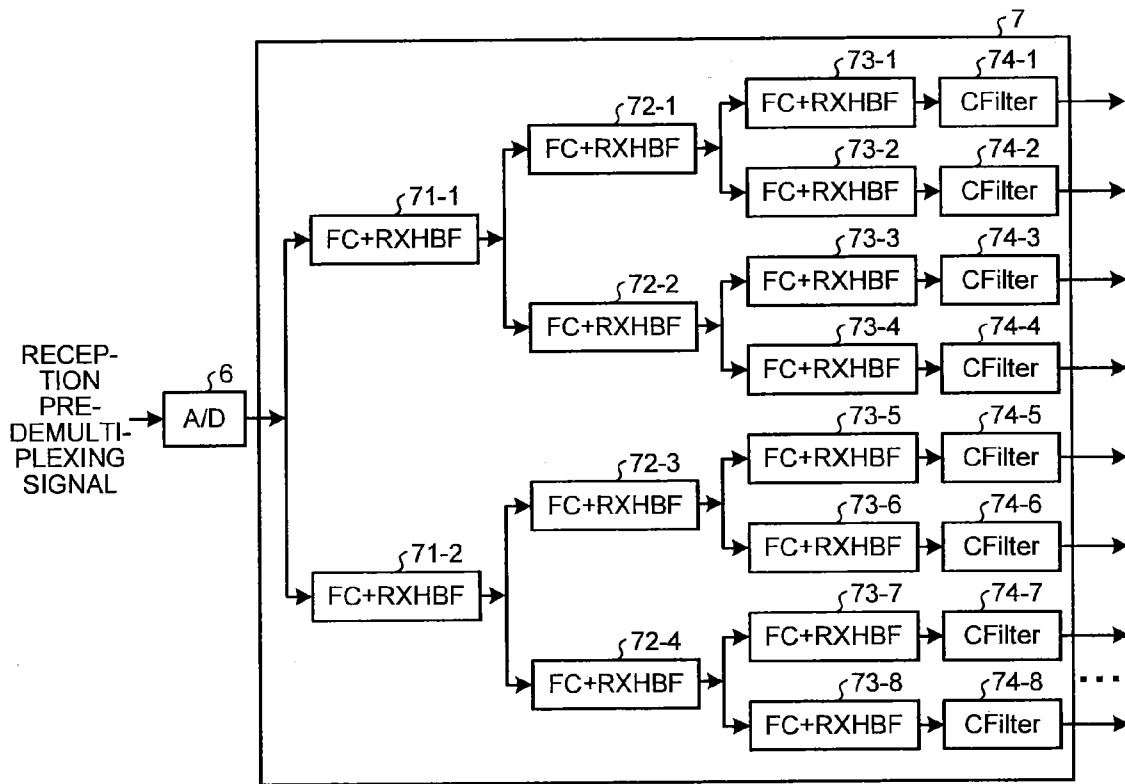 7
73-1
74-1
FC+RXHBF
CFilter
72-1
FC+RXHBF
73-2
74-2
FC+RXHBF
CFilter
71-1
FC+RXHBF
73-3
74-3
FC+RXHBF
CFilter
72-2
FC+RXHBF
73-4
74-4
FC+RXHBF
CFilter
RECEP-
TION
PRE-
DEMULTI-
PLEXING
SIGNAL
6
A/D
73-5
74-5
FC+RXHBF
CFilter
72-3
FC+RXHBF
73-6
74-6
FC+RXHBF
CFilter
71-2
FC+RXHBF
73-7
74-7
FC+RXHBF
CFilter
72-4
FC+RXHBF
73-8
74-8
FC+RXHBF
CFilter
....